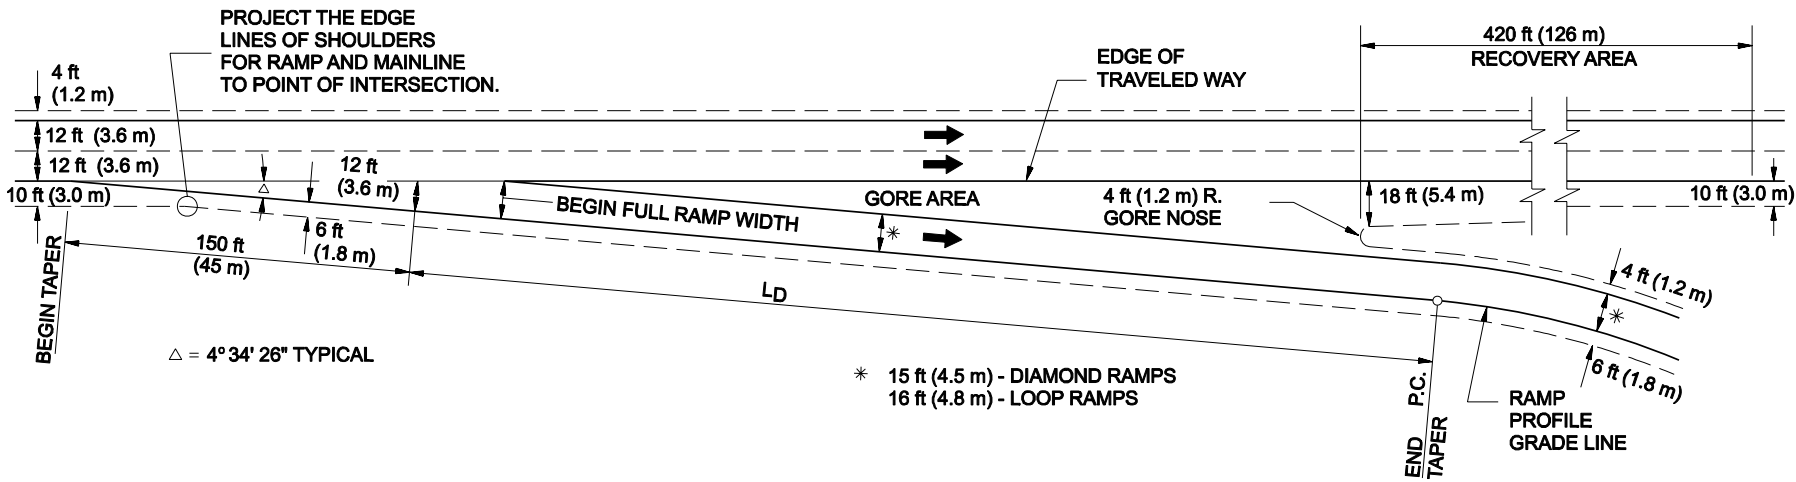 PROJECT THE EDGE
LINES OF SHOULDERS
FOR RAMP AND MAINLINE
TO POINT OF INTERSECTION.
4 ft
(1.2 m)
12 ft (3.6 m)
12 ft (3.6 m)
10 ft (3.0 m)
EDGE OF
TRAVELED WAY
420 ft (126 m)
RECOVERY AREA
△
12 ft
(3.6 m)
BEGIN FULL RAMP WIDTH
GORE AREA
4 ft (1.2 m) R.
GORE NOSE
18 ft (5.4 m)
10 ft (3.0 m)
BEGIN TAPER
150 ft
(45 m)
6 ft
(1.8 m)
*
LD
4 ft (1.2 m)
*
6 ft (1.8 m)
△ = 4° 34' 26" TYPICAL
* 15 ft (4.5 m) - DIAMOND RAMPS
16 ft (4.8 m) - LOOP RAMPS
END P.C.
TAPER
RAMP
PROFILE
GRADE LINE